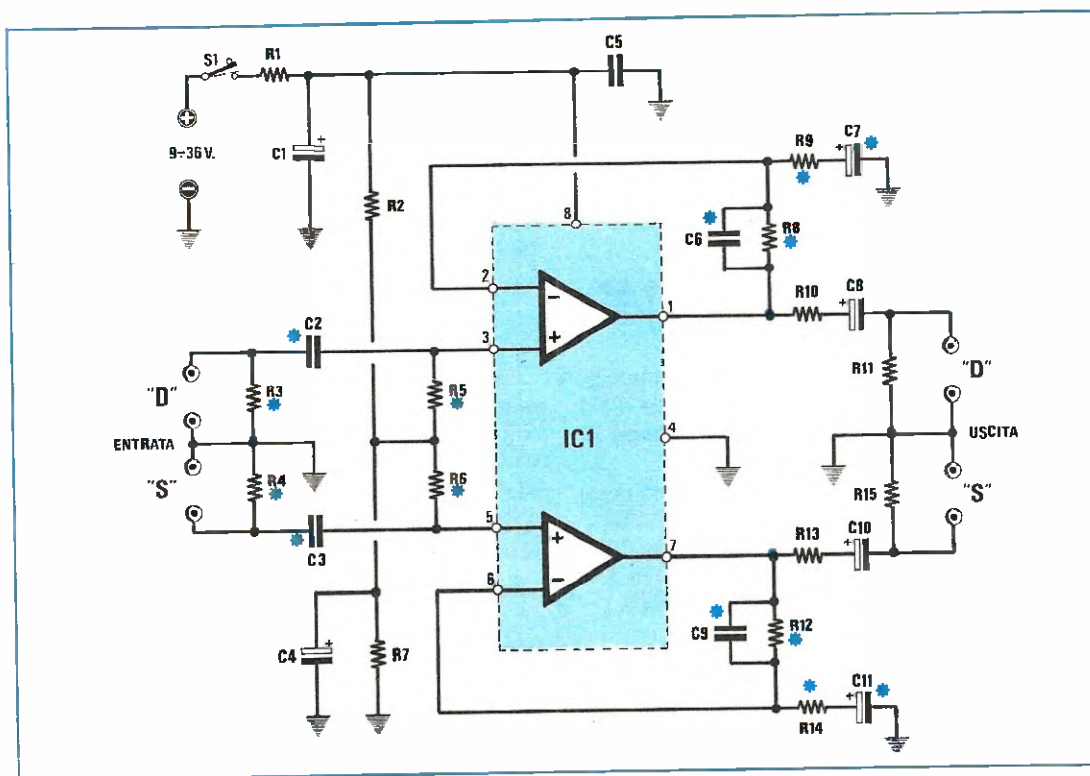 S1
R1
C5
9÷36 V.
C1
R2
R9
C7
C6
R8
8
2
3
1
R10
C8
C2
"D"
R3
R5
R11
"D"
ENTRATA
IC1
4
USCITA
"S"
R4
R6
R15
"S"
C3
5
6
7
R13
C10
C9
R12
C4
R7
R14
C11